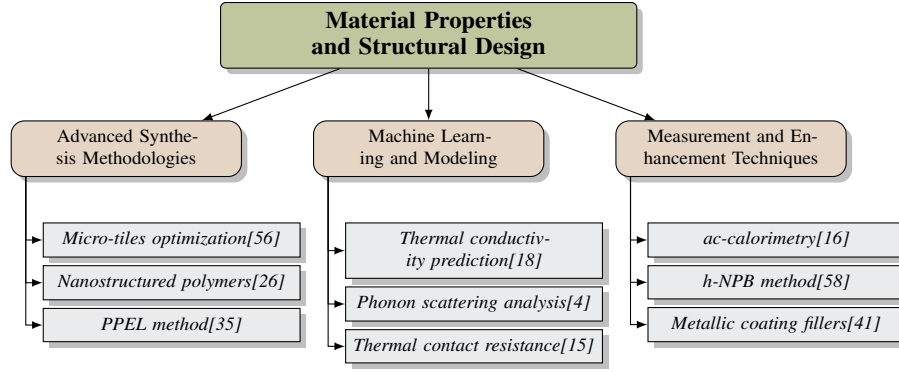 Material Properties
and Structural Design
Advanced Synthe-
sis Methodologies
Machine Learn-
ing and Modeling
Measurement and En-
hancement Techniques
Micro-tiles optimization[56]
Nanostructured polymers[26]
PPEL method[35]
Thermal conductiv-
ity prediction[18]
Phonon scattering analysis[4]
Thermal contact resistance[15]
ac-calorimetry[16]
h-NPB method[58]
Metallic coating fillers[41]